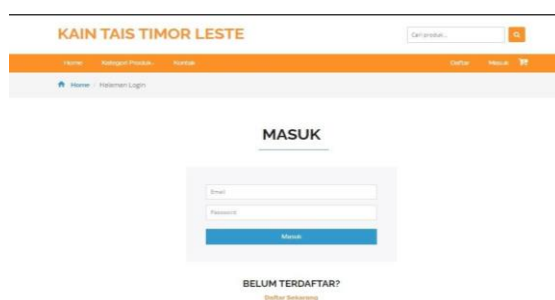 KAIN TAIS TIMOR LESTE
Cari produk...
Home Kategori Produk Kontak Daftar Masuk
Home / Halaman Login
MASUK
Email
Password
Masuk
BELUM TERDAFTAR?
Daftar Sekarang